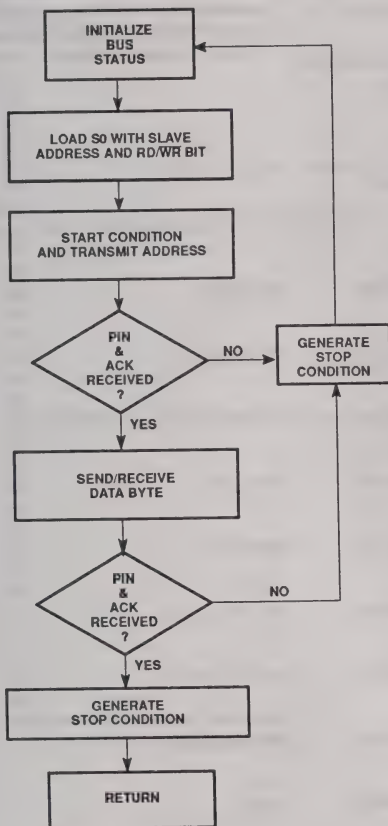 INITIALIZE
BUS
STATUS
LOAD S0 WITH SLAVE
ADDRESS AND RD/WR BIT
START CONDITION
AND TRANSMIT ADDRESS
PIN
&
ACK
RECEIVED
?
NO
GENERATE
STOP
CONDITION
YES
SEND/RECEIVE
DATA BYTE
PIN
&
ACK
RECEIVED
?
NO
YES
GENERATE
STOP CONDITION
RETURN